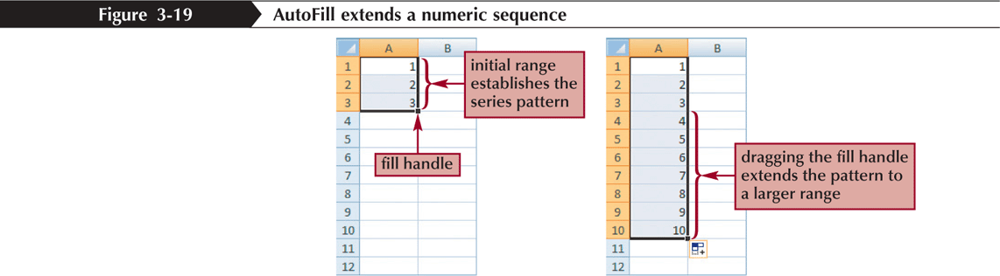 Figure 3-19 AutoFill extends a numeric sequence
A B
1 1
2 2
3 3
4
5
6
7
8
9
10
11
12
initial range
establishes the
series pattern
fill handle
A B
1 1
2 2
3 3
4 4
5 5
6 6
7 7
8 8
9 9
10 10
11
12
dragging the fill handle
extends the pattern to
a larger range